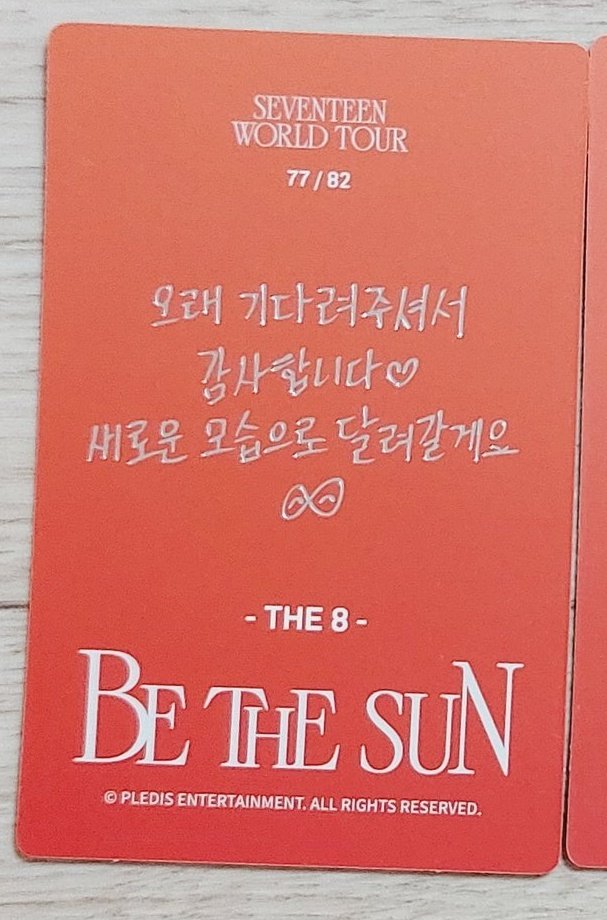 SEVENTEEN
WORLD TOUR
77 / 82
오래 기다려주셔서
감사합니다♡
새로운 모습으로 달려갈게요
- THE 8 -
BE THE SUN
© PLEDIS ENTERTAINMENT. ALL RIGHTS RESERVED.